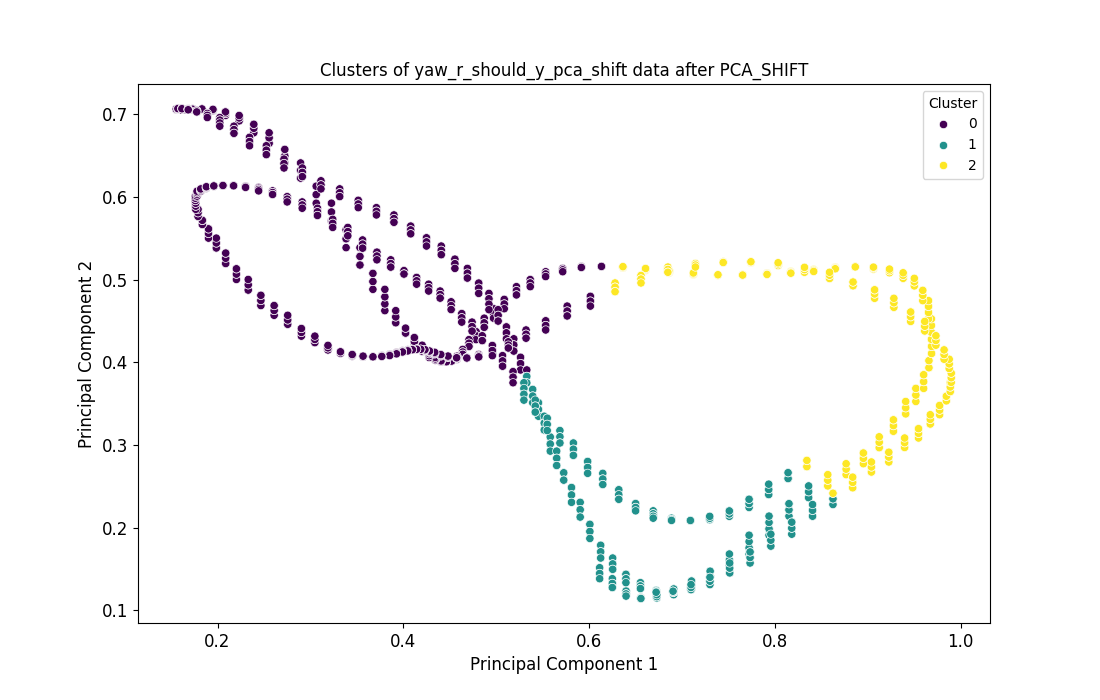 Clusters of yaw_r_should_y_pca_shift data after PCA_SHIFT
Cluster
0
1
2
0.7
0.6
0.5
0.4
0.3
0.2
0.1
Principal Component 2
0.2 0.4 0.6 0.8 1.0
Principal Component 1